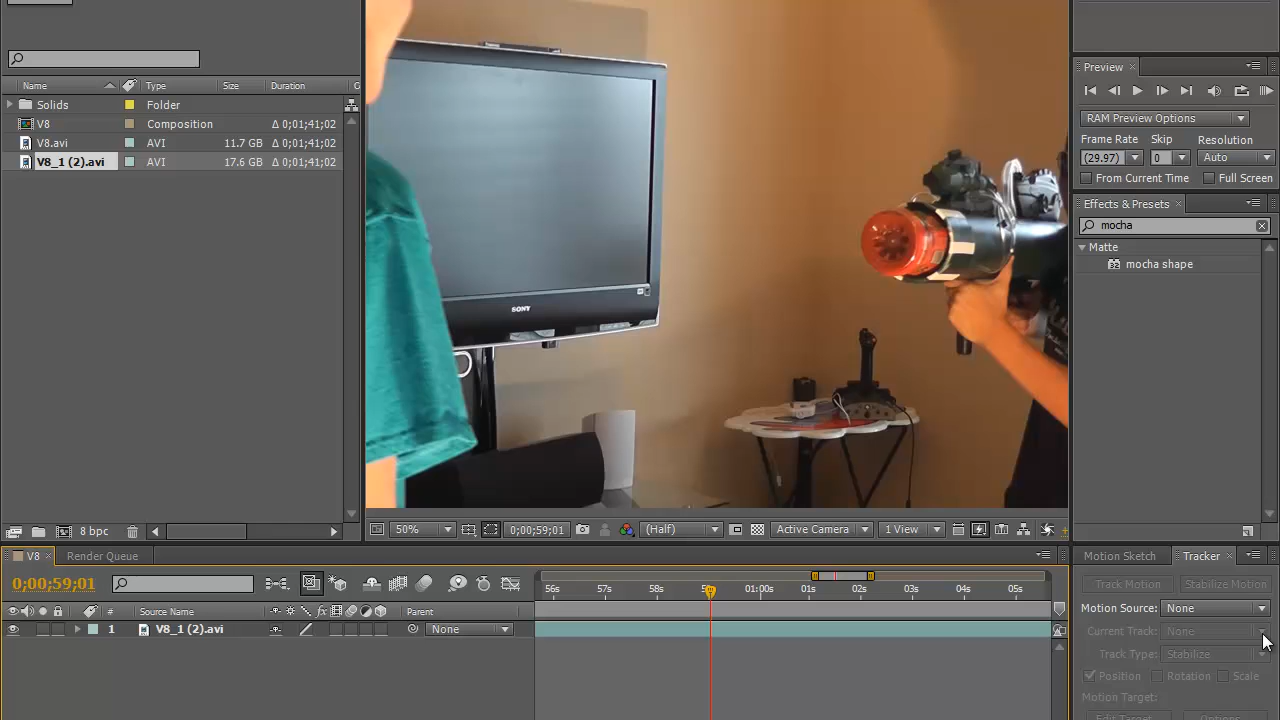 Name Type Size Duration C
Solids Folder
V8 Composition Δ 0;01;41;02
V8.avi AVI 11.7 GB Δ 0;01;41;02
V8_1 (2).avi AVI 17.6 GB Δ 0;01;41;02
8 bpc
SONY
50% 0;00;59;01 (Half) Active Camera 1 View
Preview
RAM Preview Options
Frame Rate Skip Resolution
(29.97) 0 Auto
From Current Time Full Screen
Effects & Presets
mocha
Matte
32 mocha shape
V8 Render Queue
0;00;59;01
56s 57s 58s 01:00s 01s 02s 03s 04s 05s
# Source Name fx Parent
1 V8_1 (2).avi None
Motion Sketch Tracker
Track Motion Stabilize Motion
Motion Source: None
Current Track: None
Track Type: Stabilize
Position Rotation Scale
Motion Target:
Edit Target... Options...